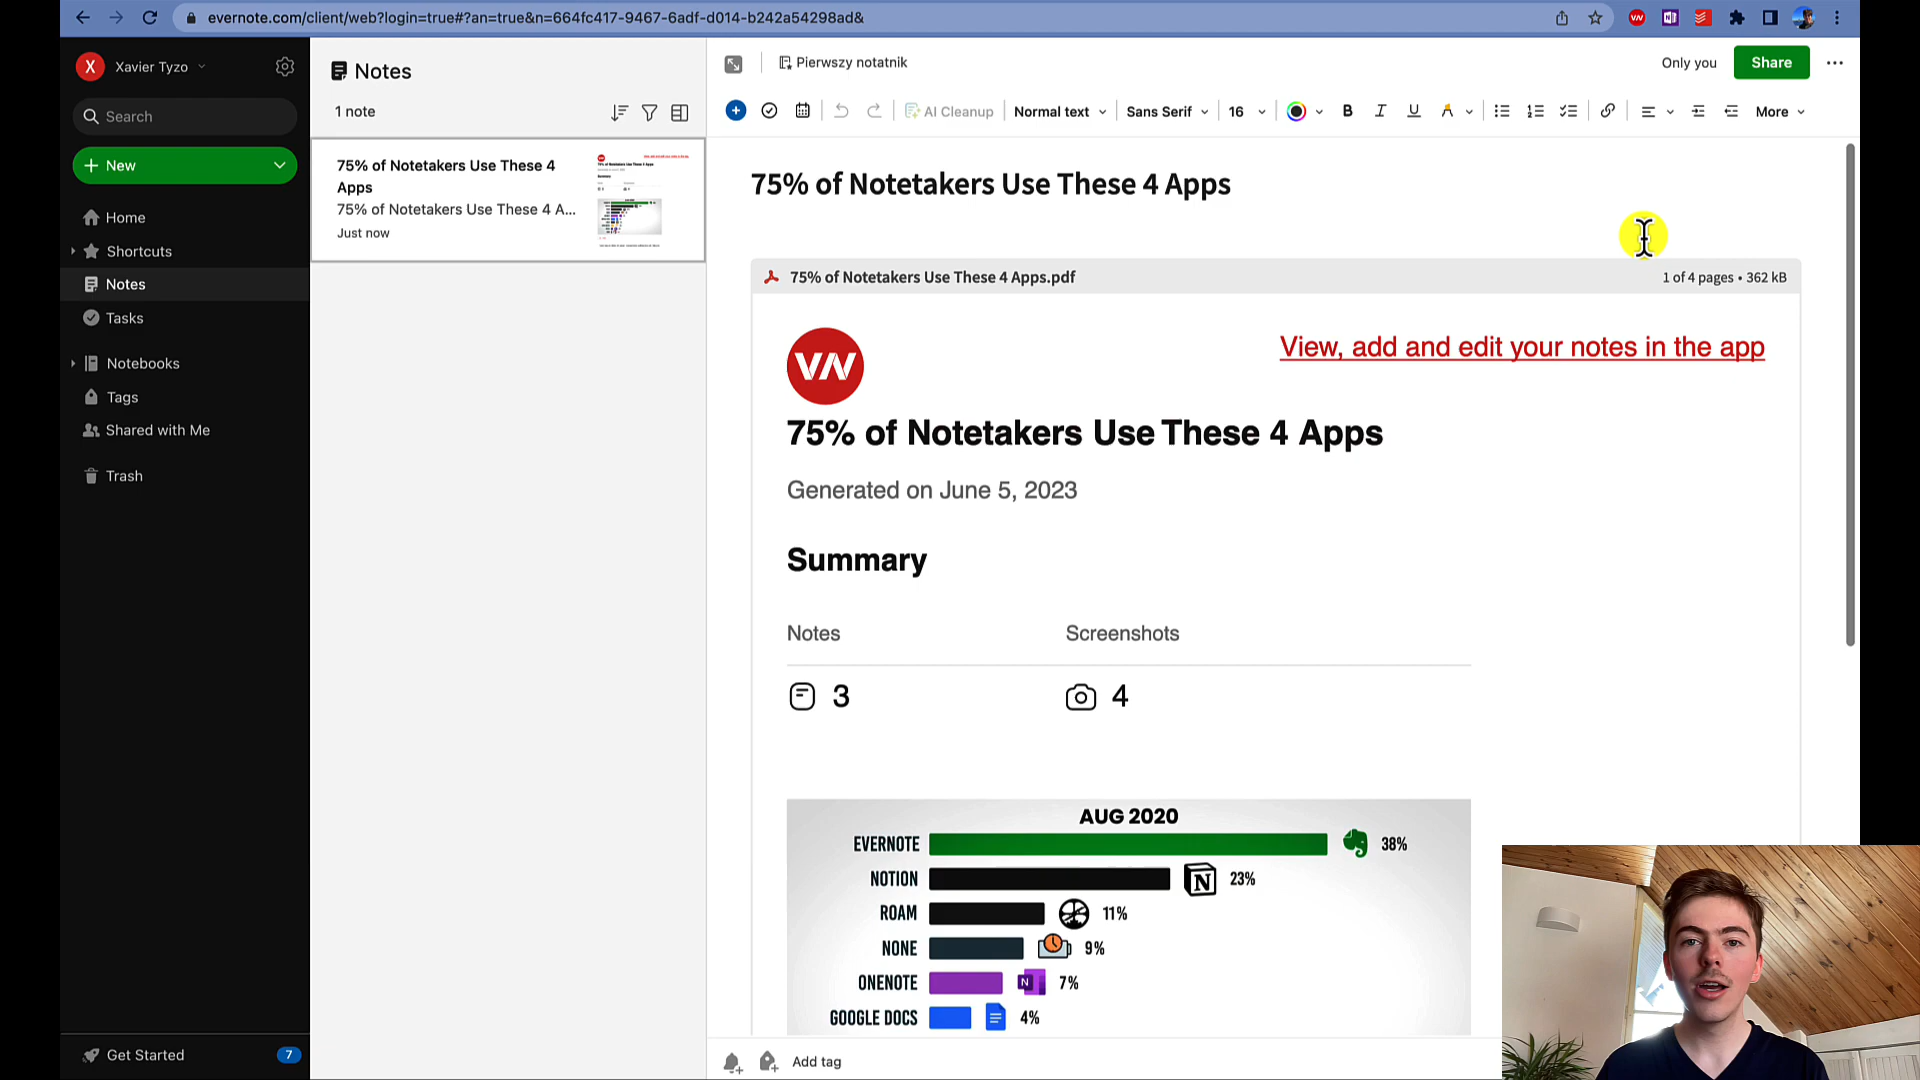 evernote.com/client/web?login=true#?an=true&n=664fc417-9467-6adf-d014-b242a54298ad&
X
Xavier Tyzo
Search
New
Home
Shortcuts
Notes
Tasks
Notebooks
Tags
Shared with Me
Trash
Get Started
7
Notes
1 note
75% of Notetakers Use These 4
Apps
75% of Notetakers Use These 4 A...
Just now
Pierwszy notatnik
Only you
Share
AI Cleanup
Normal text
Sans Serif
16
B
I
U
A
More
75% of Notetakers Use These 4 Apps
75% of Notetakers Use These 4 Apps.pdf
1 of 4 pages • 362 kB
VN
View, add and edit your notes in the app
75% of Notetakers Use These 4 Apps
Generated on June 5, 2023
Summary
Notes
Screenshots
3
4
AUG 2020
EVERNOTE 38%
NOTION N 23%
ROAM 11%
NONE 9%
ONENOTE N 7%
GOOGLE DOCS 4%
Add tag